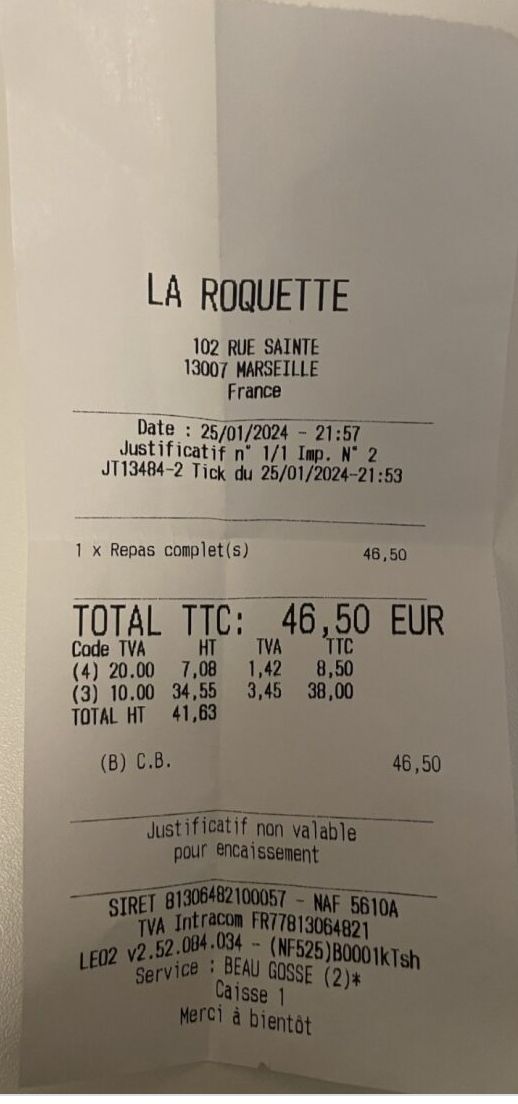 LA ROQUETTE
102 RUE SAINTE
13007 MARSEILLE
France
Date : 25/01/2024 - 21:57
Justificatif n° 1/1 Imp. N° 2
JT13484-2 Tick du 25/01/2024-21:53
1 x Repas complet(s) 46,50
TOTAL TTC: 46,50 EUR
Code TVA HT TVA TTC
(4) 20.00 7,08 1,42 8,50
(3) 10.00 34,55 3,45 38,00
TOTAL HT 41,63
(B) C.B. 46,50
Justificatif non valable
pour encaissement
SIRET 81306482100057 - NAF 5610A
TVA Intracom FR77813064821
LEO2 v2.52.084.034 - (NF525)B0001kTsh
Service : BEAU GOSSE (2)*
Caisse 1
Merci à bientôt